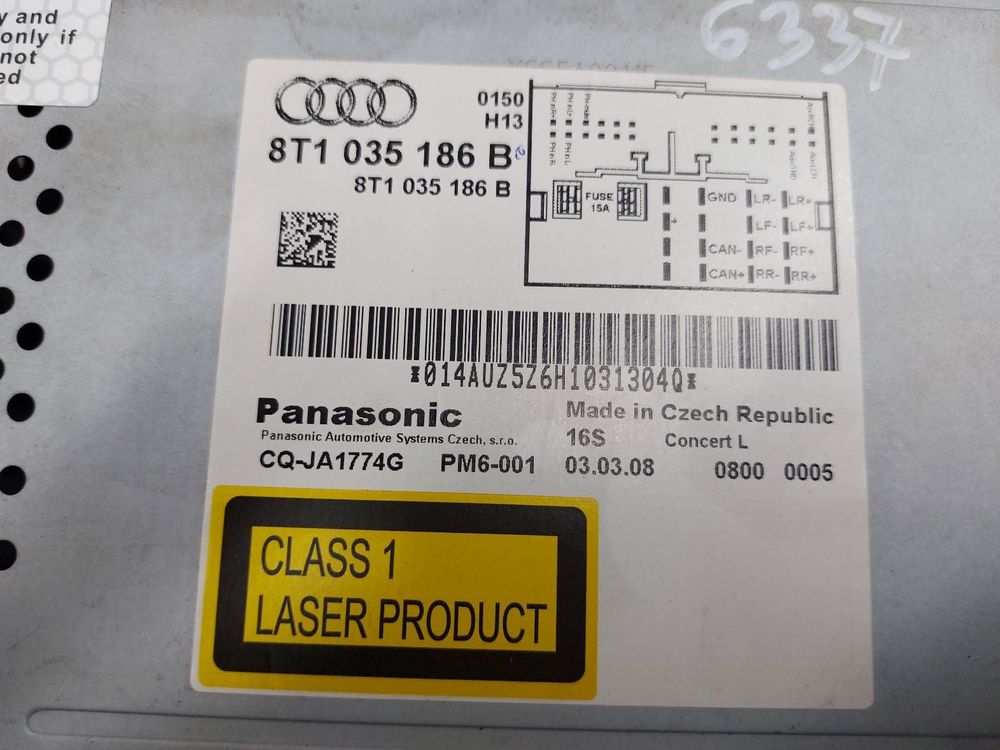 y and
only if
not
ed
6337
0150
H13
8T1 035 186 B
8T1 035 186 B
FUSE
15A
GND LR- LR+
+ LF- LF+
CAN- RF- RF+
CAN+ RR- RR+
*014AUZ5Z6H1031304Q*
Panasonic
Made in Czech Republic
Panasonic Automotive Systems Czech, s.r.o.
16S Concert L
CQ-JA1774G PM6-001 03.03.08 0800 0005
CLASS 1
LASER PRODUCT